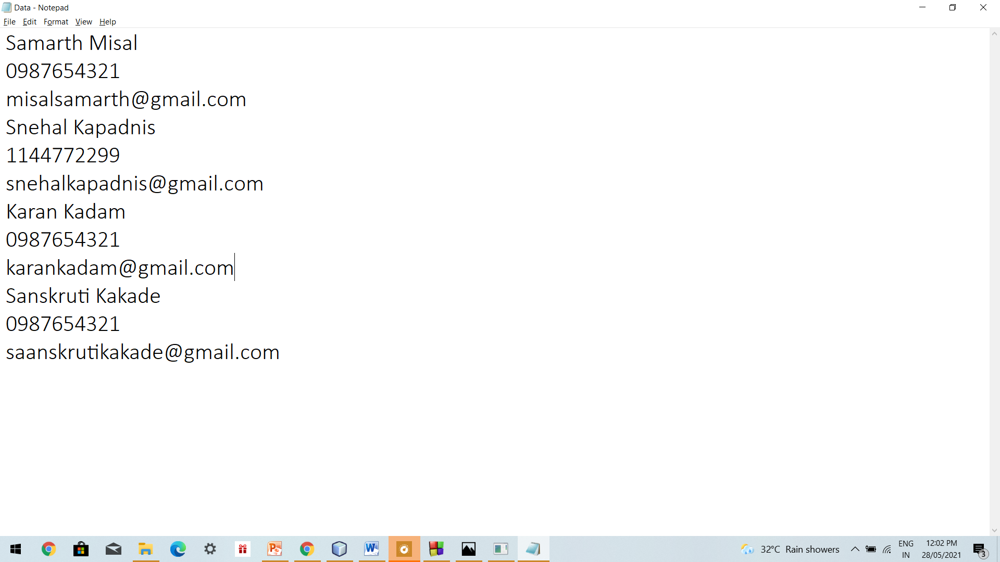 Data - Notepad
File Edit Format View Help
Samarth Misal
0987654321
misalsamarth@gmail.com
Snehal Kapadnis
1144772299
snehalkapadnis@gmail.com
Karan Kadam
0987654321
karankadam@gmail.com
Sanskruti Kakade
0987654321
saanskrutikakade@gmail.com
32°C Rain showers
ENG
IN
12:02 PM
28/05/2021
3